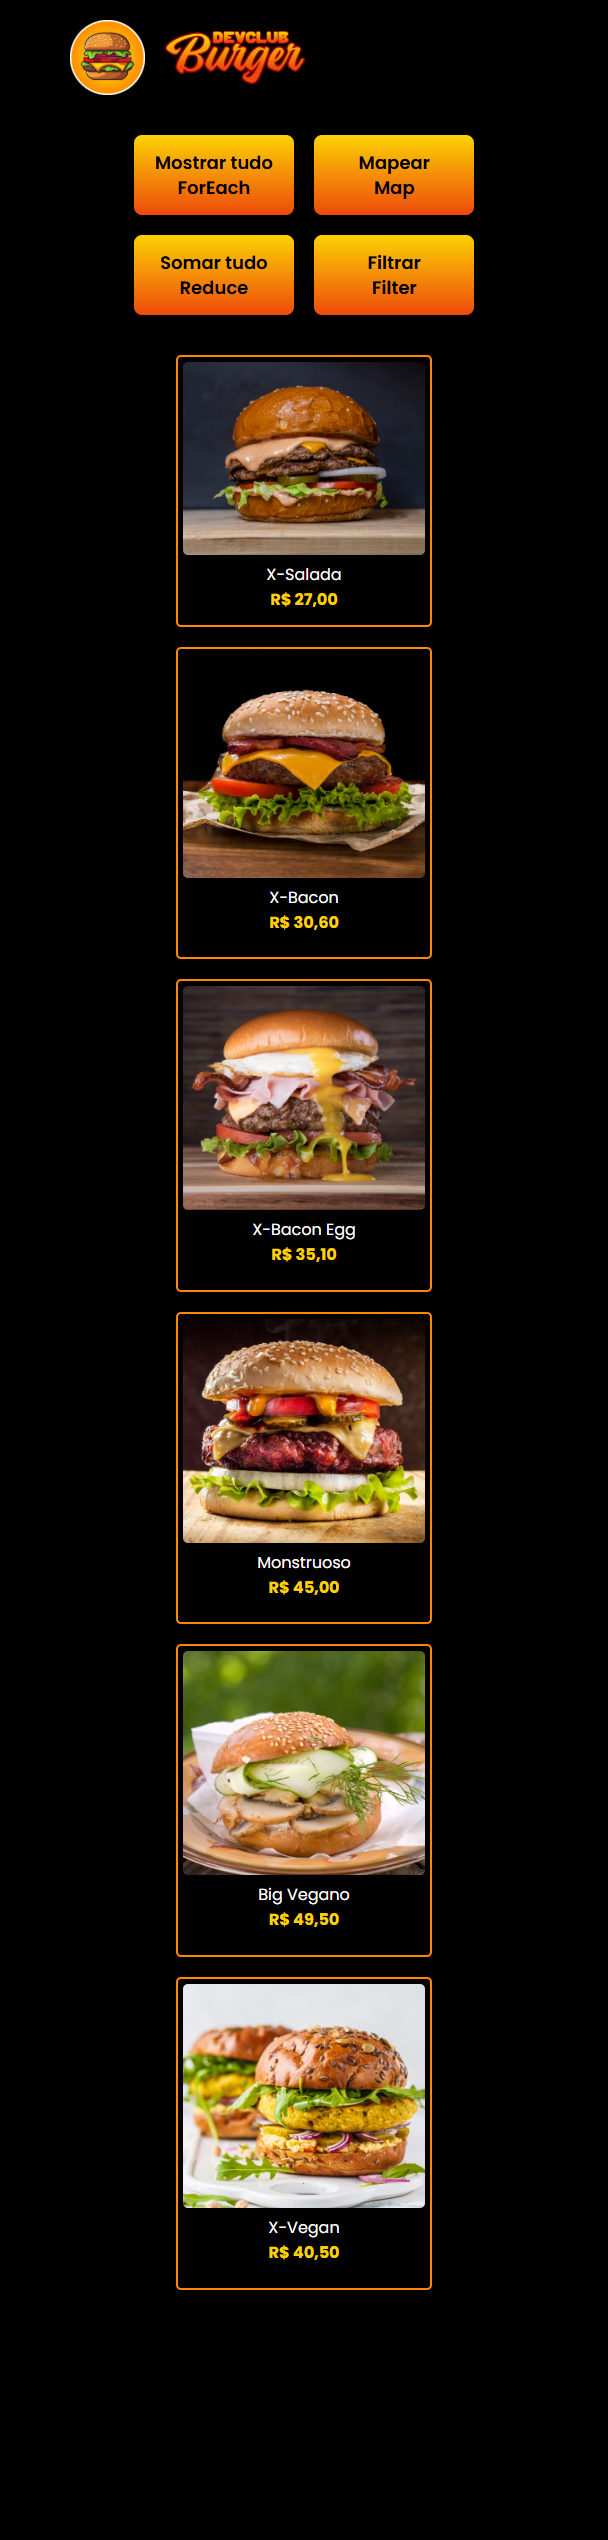 DEVCLUB
Burger
Mostrar tudo
ForEach
Mapear
Map
Somar tudo
Reduce
Filtrar
Filter
X-Salada
R$ 27,00
X-Bacon
R$ 30,60
X-Bacon Egg
R$ 35,10
Monstruoso
R$ 45,00
Big Vegano
R$ 49,50
X-Vegan
R$ 40,50